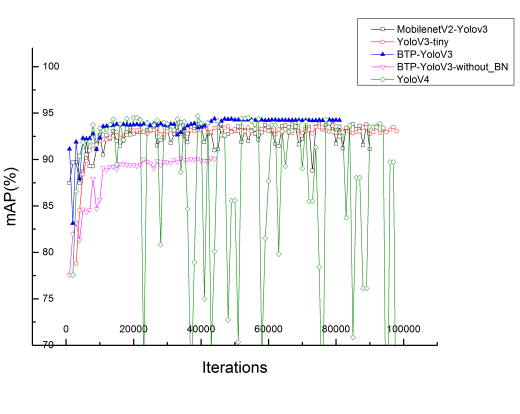 MobilenetV2-Yolov3
YoloV3-tiny
BTP-YoloV3
BTP-YoloV3-without_BN
YoloV4
100
95
90
85
80
75
70
mAP(%)
0 20000 40000 60000 80000 100000
Iterations